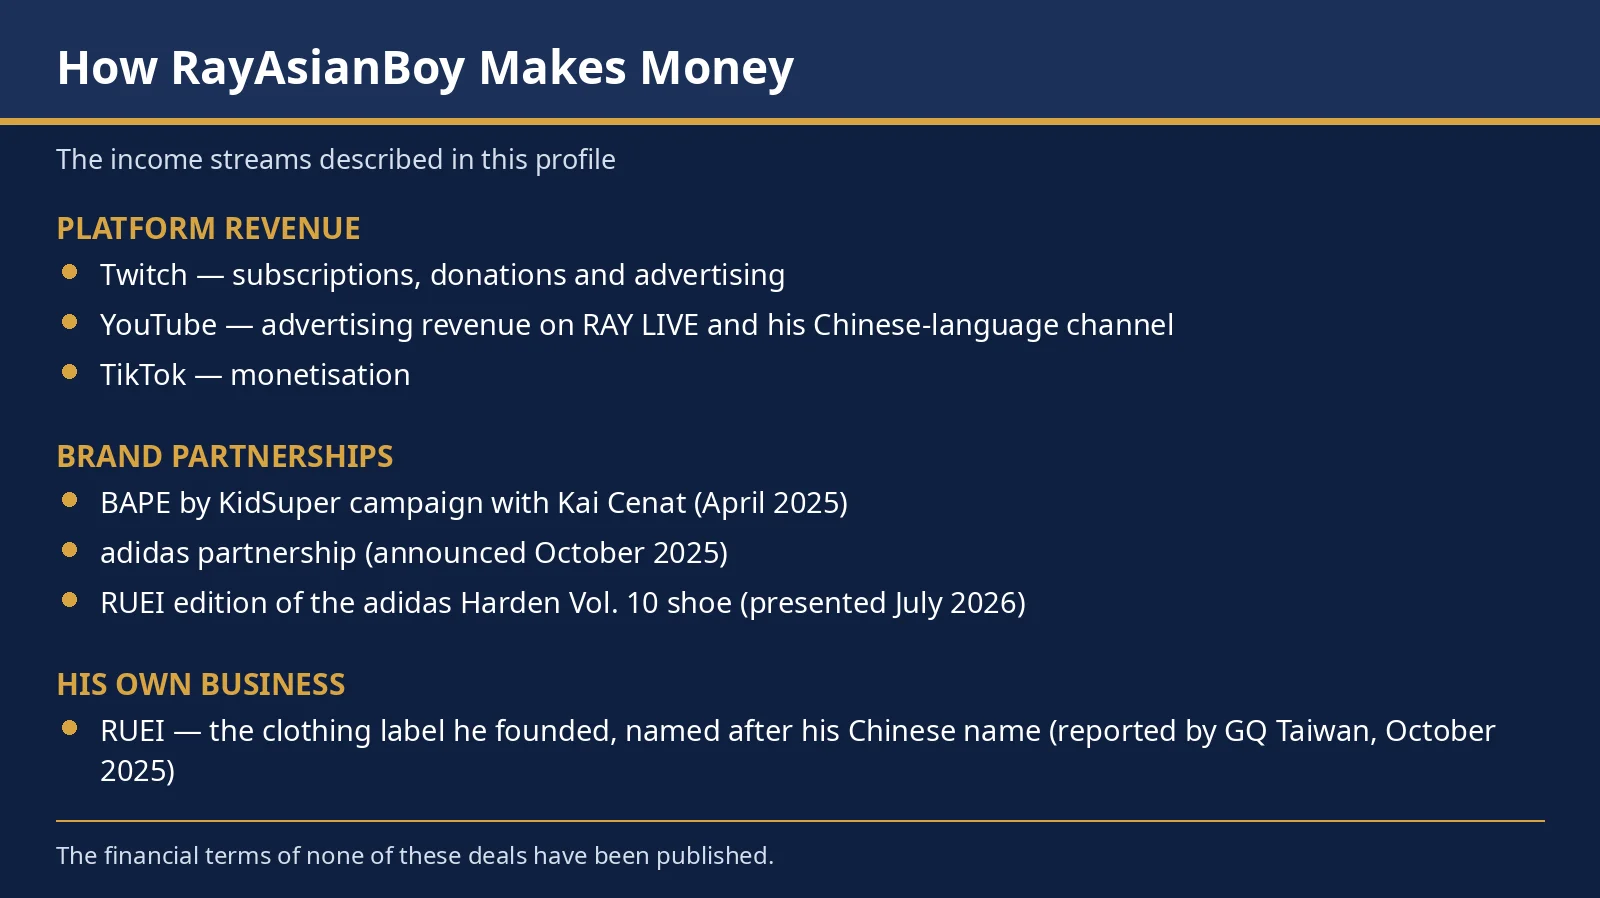 How RayAsianBoy Makes Money
The income streams described in this profile
PLATFORM REVENUE
Twitch — subscriptions, donations and advertising
YouTube — advertising revenue on RAY LIVE and his Chinese-language channel
TikTok — monetisation
BRAND PARTNERSHIPS
BAPE by KidSuper campaign with Kai Cenat (April 2025)
adidas partnership (announced October 2025)
RUEI edition of the adidas Harden Vol. 10 shoe (presented July 2026)
HIS OWN BUSINESS
RUEI — the clothing label he founded, named after his Chinese name (reported by GQ Taiwan, October
2025)
The financial terms of none of these deals have been published.